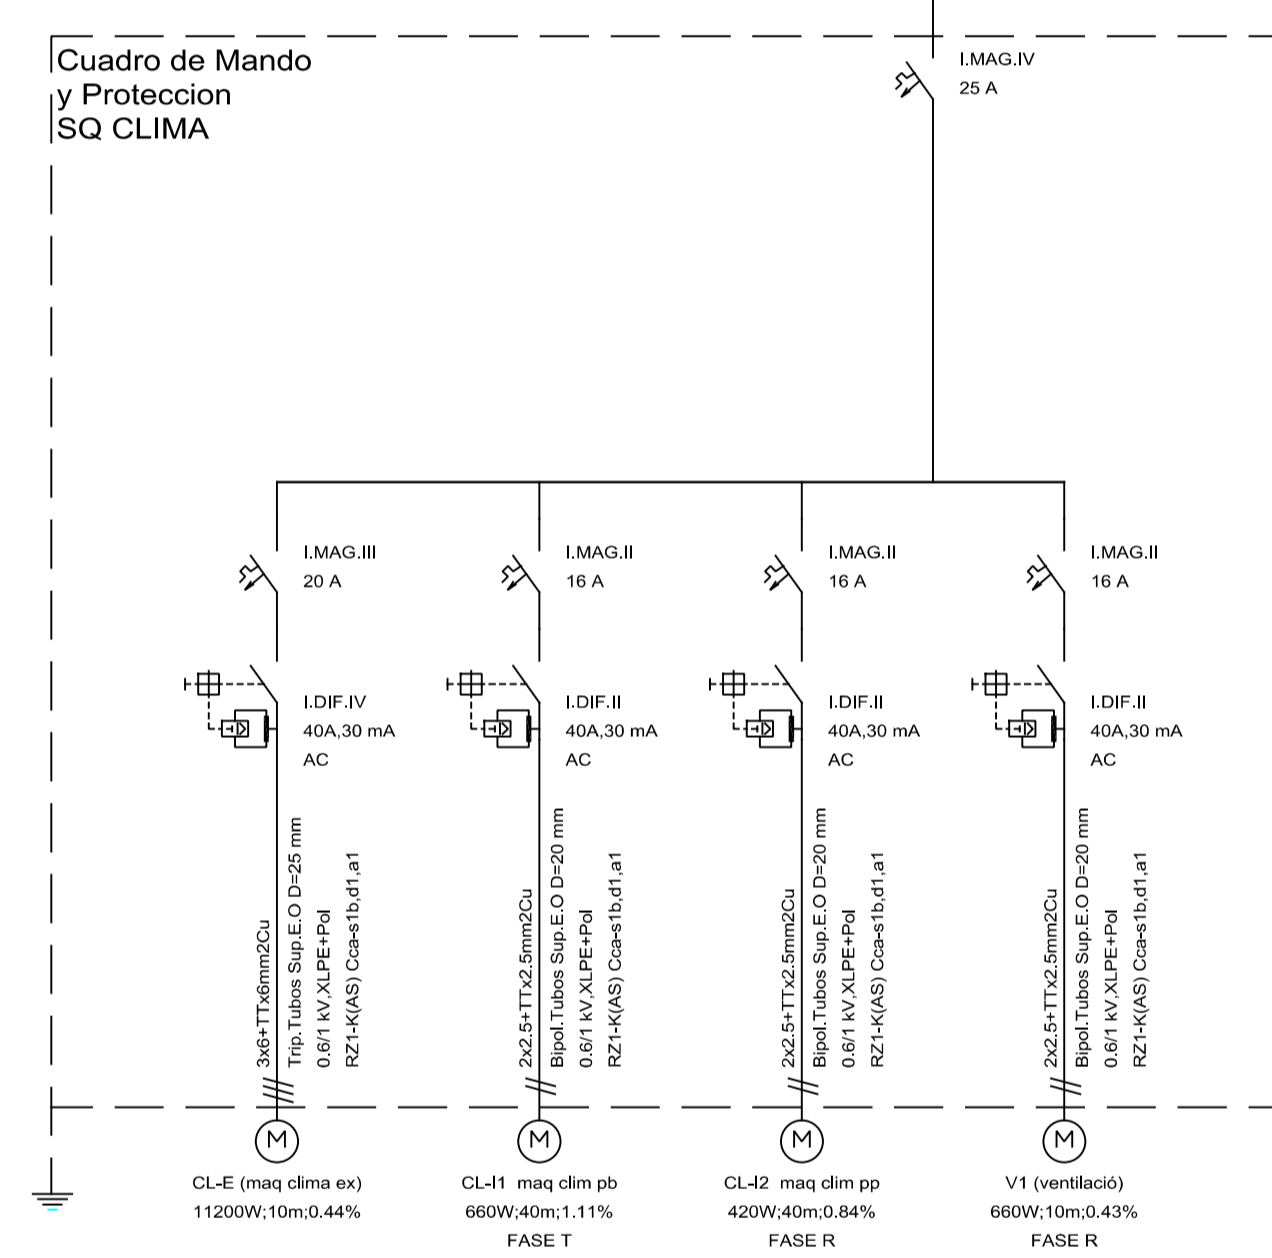 Cuadro de Mando
y Proteccion
SQ CLIMA
I.MAG.IV
25 A
I.MAG.III
20 A
I.DIF.IV
40A,30 mA
AC
3x6+TTx6mm2Cu
Trip.Tubos Sup.E.O D=25 mm
0.6/1 kV,XLPE+Pol
RZ1-K(AS) Cca-s1b,d1,a1
M
CL-E (maq clima ex)
11200W;10m;0.44%
I.MAG.II
16 A
I.DIF.II
40A,30 mA
AC
2x2.5+TTx2.5mm2Cu
Bipol.Tubos Sup.E.O D=20 mm
0.6/1 kV,XLPE+Pol
RZ1-K(AS) Cca-s1b,d1,a1
M
CL-I1 maq clim pb
660W;40m;1.11%
FASE T
I.MAG.II
16 A
I.DIF.II
40A,30 mA
AC
2x2.5+TTx2.5mm2Cu
Bipol.Tubos Sup.E.O D=20 mm
0.6/1 kV,XLPE+Pol
RZ1-K(AS) Cca-s1b,d1,a1
M
CL-I2 maq clim pp
420W;40m;0.84%
FASE R
I.MAG.II
16 A
I.DIF.II
40A,30 mA
AC
2x2.5+TTx2.5mm2Cu
Bipol.Tubos Sup.E.O D=20 mm
0.6/1 kV,XLPE+Pol
RZ1-K(AS) Cca-s1b,d1,a1
M
V1 (ventilació)
660W;10m;0.43%
FASE R